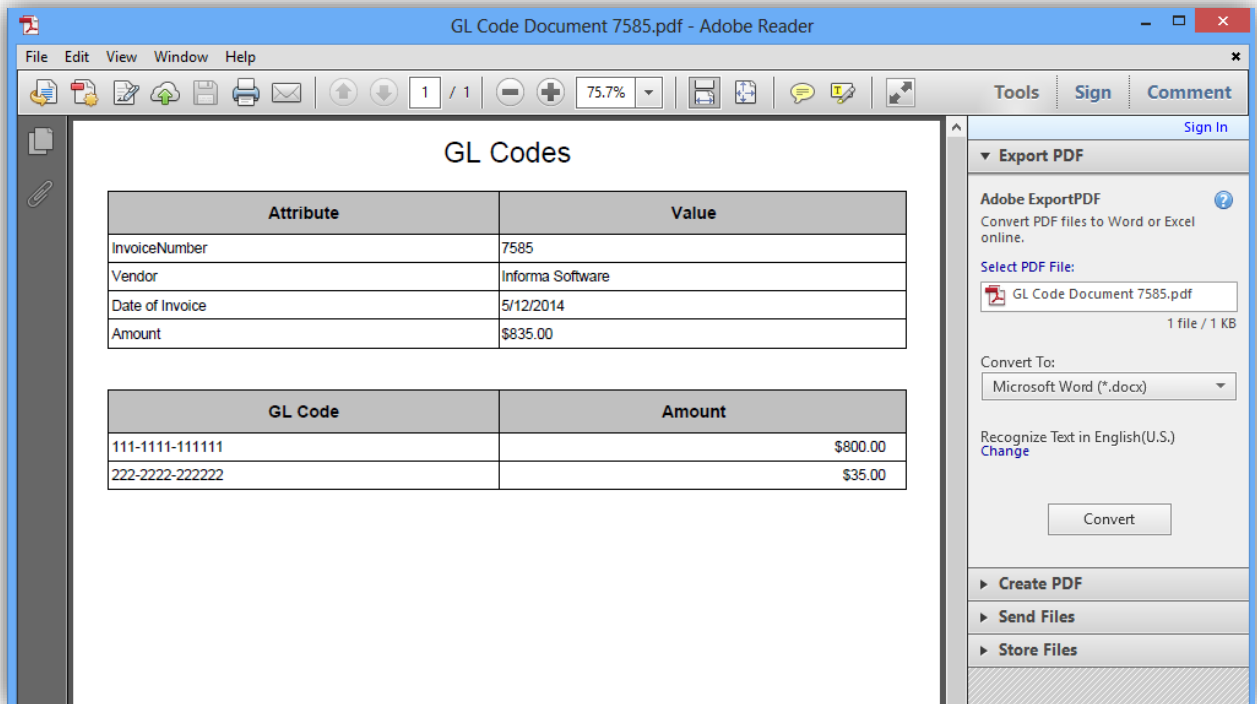 GL Code Document 7585.pdf - Adobe Reader
File Edit View Window Help
1 / 1 75.7% Tools Sign Comment
Sign In
GL Codes
Attribute Value
InvoiceNumber 7585
Vendor Informa Software
Date of Invoice 5/12/2014
Amount $835.00
GL Code Amount
111-1111-111111 $800.00
222-2222-222222 $35.00
Export PDF
Adobe ExportPDF
Convert PDF files to Word or Excel
online.
Select PDF File:
GL Code Document 7585.pdf
1 file / 1 KB
Convert To:
Microsoft Word (*.docx)
Recognize Text in English(U.S.)
Change
Convert
Create PDF
Send Files
Store Files